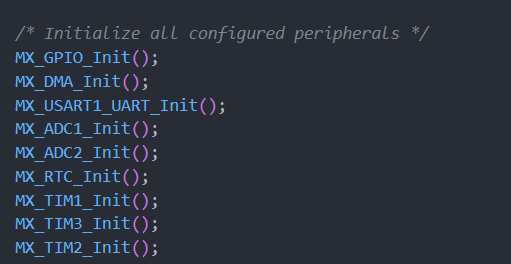 /* Initialize all configured peripherals */
MX_GPIO_Init();
MX_DMA_Init();
MX_USART1_UART_Init();
MX_ADC1_Init();
MX_ADC2_Init();
MX_RTC_Init();
MX_TIM1_Init();
MX_TIM3_Init();
MX_TIM2_Init();